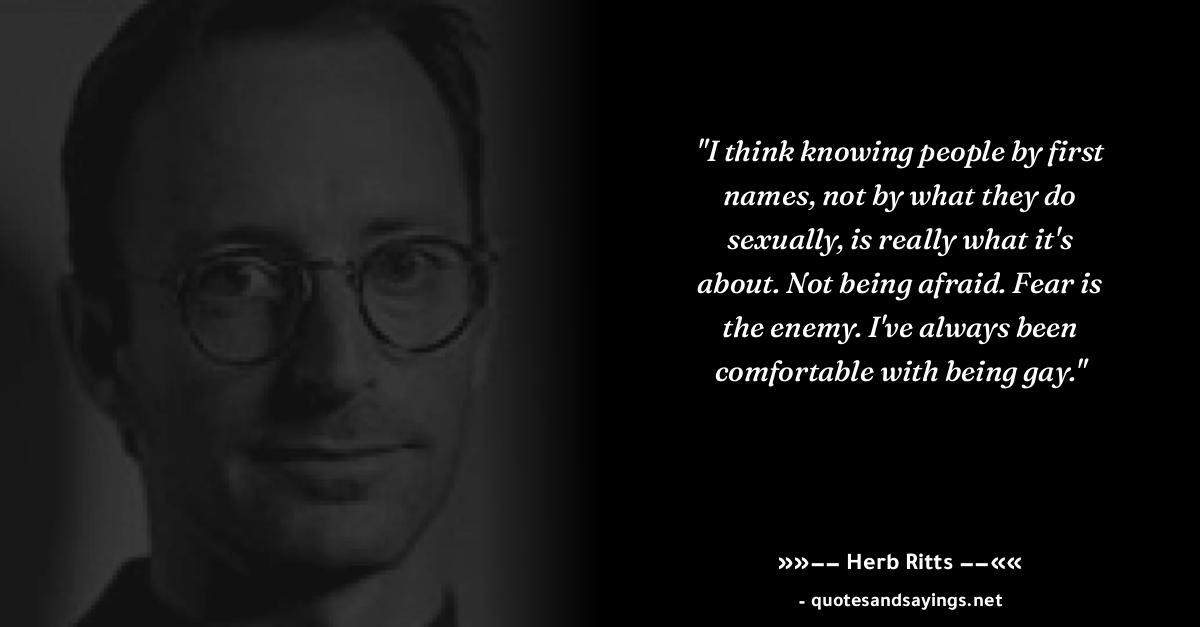 "I think knowing people by first
names, not by what they do
sexually, is really what it's
about. Not being afraid. Fear is
the enemy. I've always been
comfortable with being gay."
»»−− Herb Ritts −−««
- quotesandsayings.net